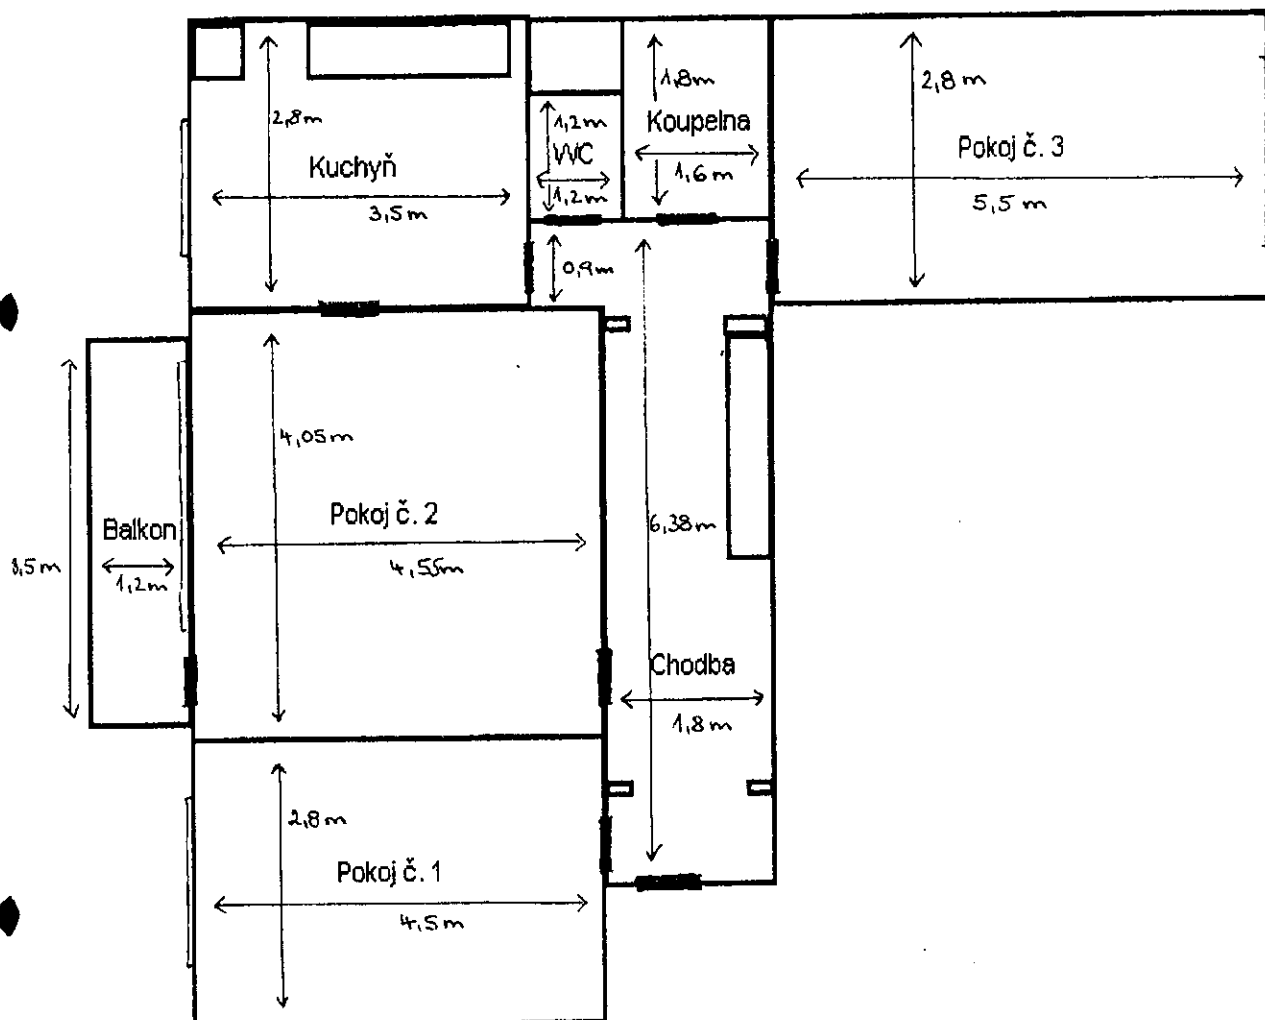 2,8m
Kuchyň
3,5m
1,2m
WC
1,2m
1,8m
Koupelna
1,6m
2,8m
Pokoj č. 3
5,5m
0,9m
4,05m
Pokoj č. 2
4,55m
Balkon
1,2m
6,38m
Chodba
1,8m
2,8m
Pokoj č. 1
4,5m